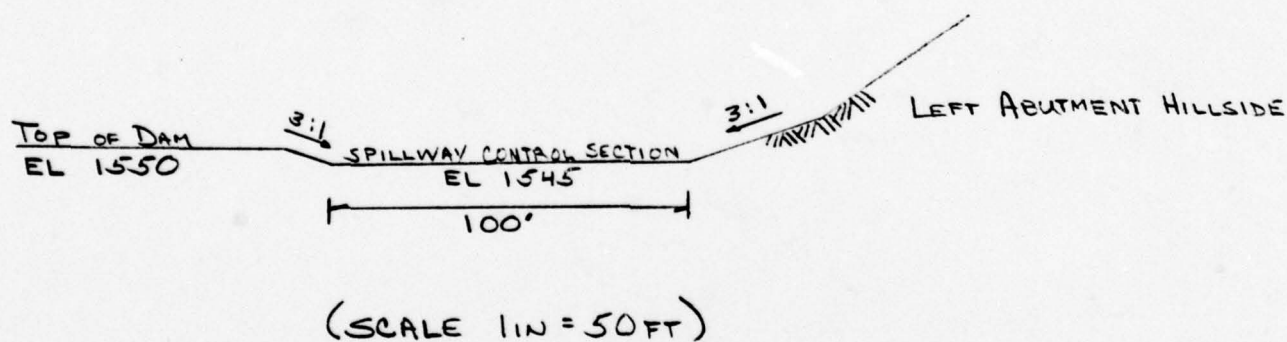 TOP OF DAM
EL 1550
3:1
SPILLWAY CONTROL SECTION
EL 1545
100'
3:1
LEFT ABUTMENT HILLSIDE
(SCALE 1IN = 50FT)